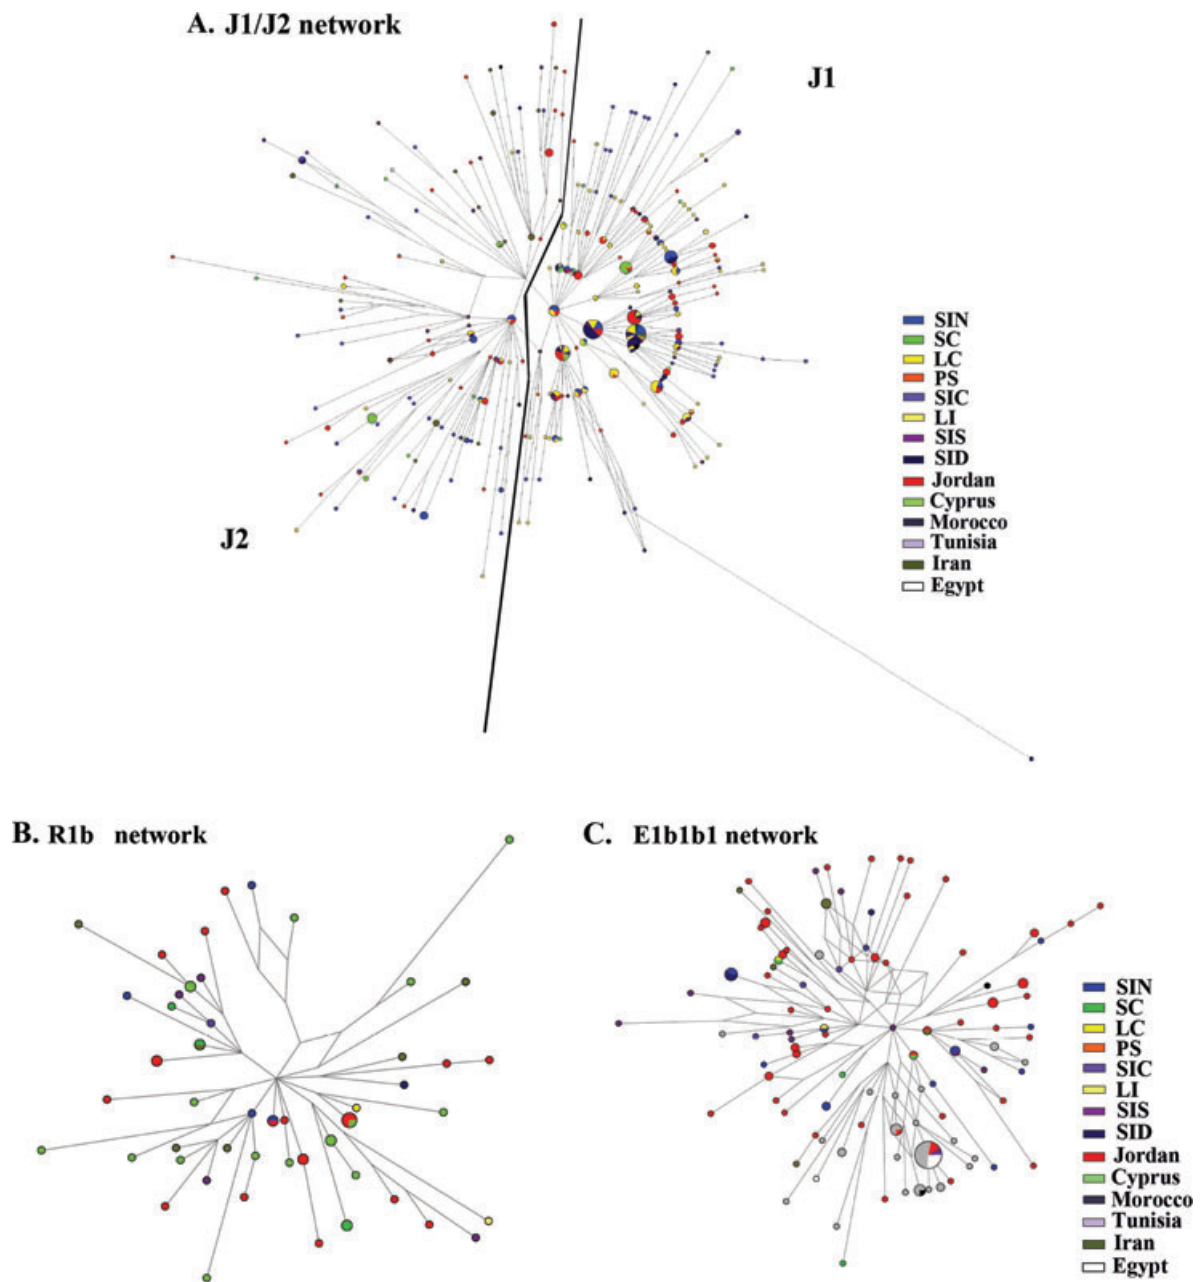 A. J1/J2 network
J1
SIN
SC
LC
PS
SIC
LI
SIS
SID
Jordan
Cyprus
Morocco
Tunisia
Iran
Egypt
J2
B. R1b network
C. E1b1b1 network
SIN
SC
LC
PS
SIC
LI
SIS
SID
Jordan
Cyprus
Morocco
Tunisia
Iran
Egypt